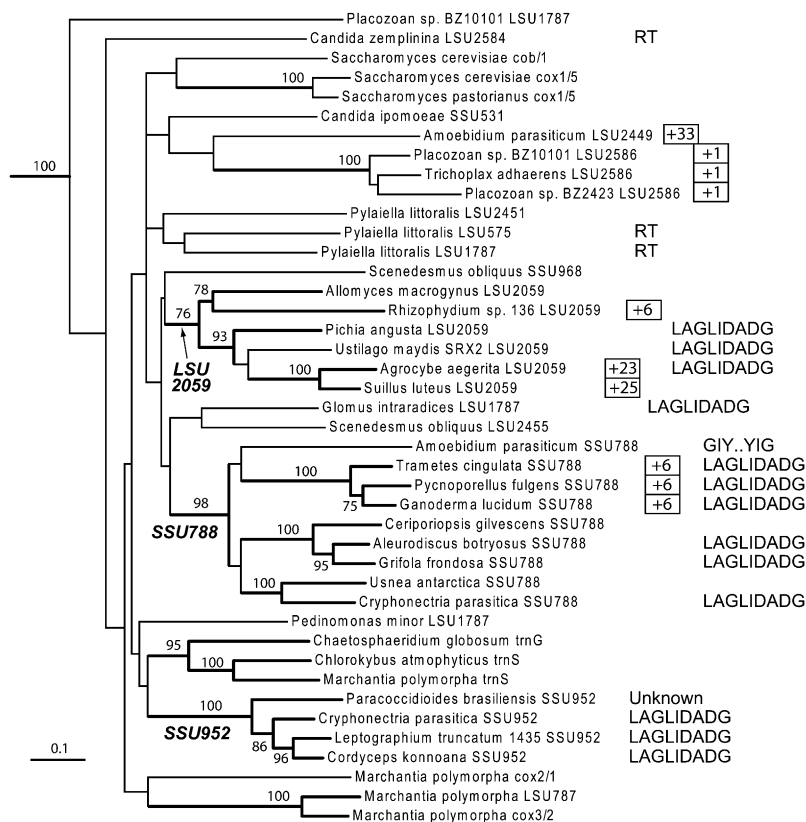 Placozoan sp. BZ10101 LSU1787
Candida zemplinina LSU2584 RT
Saccharomyces cerevisiae cob/1
100 Saccharomyces cerevisiae cox1/5
Saccharomyces pastorianus cox1/5
Candida ipomoeae SSU531
Amoebidium parasiticum LSU2449 +33
100
100 Placozoan sp. BZ10101 LSU2586 +1
Trichoplax adhaerens LSU2586 +1
Placozoan sp. BZ2423 LSU2586 +1
Pylaiella littoralis LSU2451
Pylaiella littoralis LSU575 RT
Pylaiella littoralis LSU1787 RT
Scenedesmus obliquus SSU968
78 Allomyces macrogynus LSU2059
76 Rhizophydium sp. 136 LSU2059 +6
93 Pichia angusta LSU2059 LAGLIDADG
Ustilago maydis SRX2 LSU2059 LAGLIDADG
LSU 100 Agrocybe aegerita LSU2059 +23 LAGLIDADG
2059 Suillus luteus LSU2059 +25
Glomus intraradices LSU1787 LAGLIDADG
Scenedesmus obliquus LSU2455
Amoebidium parasiticum SSU788 GIY..YIG
100 Trametes cingulata SSU788 +6 LAGLIDADG
Pycnoporellus fulgens SSU788 +6 LAGLIDADG
98 75 Ganoderma lucidum SSU788 +6 LAGLIDADG
SSU788 100 Ceriporiopsis gilvescens SSU788
Aleurodiscus botryosus SSU788 LAGLIDADG
95 Grifola frondosa SSU788 LAGLIDADG
100 Usnea antarctica SSU788
Cryphonectria parasitica SSU788 LAGLIDADG
Pedinomonas minor LSU1787
95 Chaetosphaeridium globosum trnG
100 Chlorokybus atmophyticus trnS
Marchantia polymorpha trnS
100 Paracoccidioides brasiliensis SSU952 Unknown
SSU952 Cryphonectria parasitica SSU952 LAGLIDADG
86 Leptographium truncatum 1435 SSU952 LAGLIDADG
0.1 96 Cordyceps konnoana SSU952 LAGLIDADG
Marchantia polymorpha cox2/1
100 Marchantia polymorpha LSU787
Marchantia polymorpha cox3/2